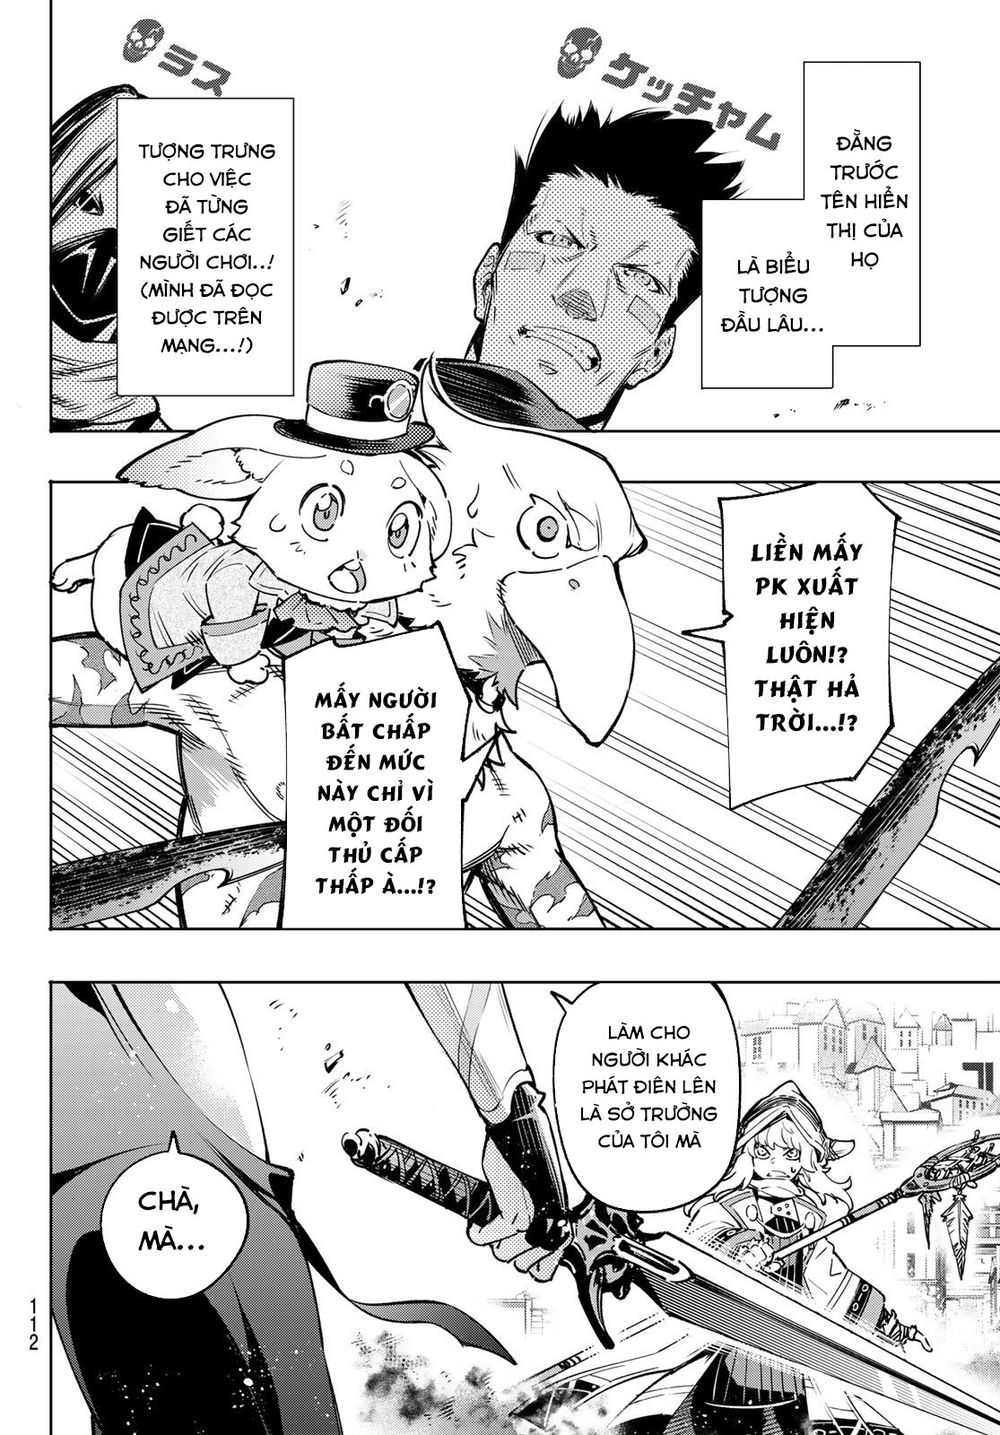 ケッチャム
ラス
ĐẰNG
TRƯỚC
TÊN HIỂN
THỊ CỦA
HỌ
LÀ BIỂU
TƯỢNG
ĐẦU LÂU...
TƯỢNG TRƯNG
CHO VIỆC
ĐÃ TỪNG
GIẾT CÁC
NGƯỜI CHƠI..!
(MÌNH ĐÃ ĐỌC
ĐƯỢC TRÊN
MẠNG...!)
LIỀN MẤY
PK XUẤT
HIỆN
LUÔN!?
THẬT HẢ
TRỜI...!?
MẤY NGƯỜI
BẤT CHẤP
ĐẾN MỨC
NÀY CHỈ VÌ
MỘT ĐỐI
THỦ CẤP
THẤP À...!?
LÀM CHO
NGƯỜI KHÁC
PHÁT ĐIÊN LÊN
LÀ SỞ TRƯỜNG
CỦA TÔI MÀ
CHÀ,
MÀ...
112